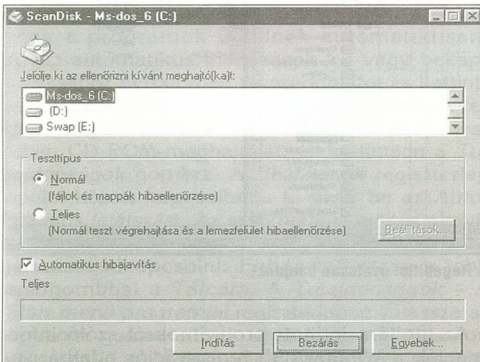 ScanDisk - Ms-dos_6 (C:)
Jelölje ki az ellenőrizni kívánt meghajtó(ka)t:
Ms-dos_6 (C:)
(D:)
Swap (E:)
Teszttípus
Normál
(fájlok és mappák hibaellenőrzése)
Teljes
(Normál teszt végrehajtása és a lemezfelület hibaellenőrzése)
Beállítások...
Automatikus hibajavítás
Teljes
Indítás
Bezárás
Egyebek...